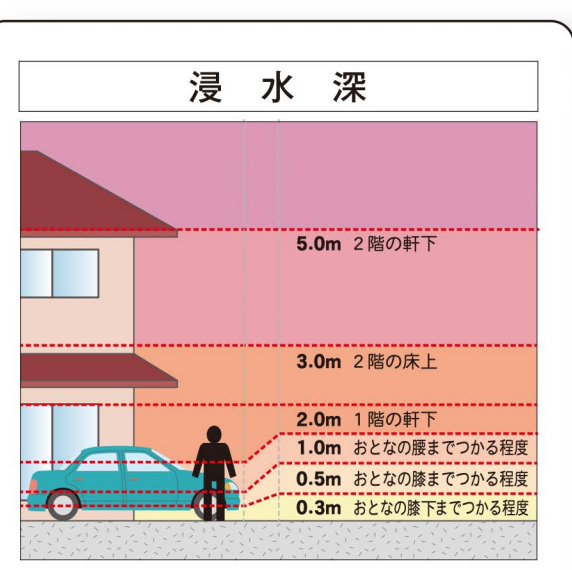 浸水深
5.0m ２階の軒下
3.0m ２階の床上
2.0m １階の軒下
1.0m おとなの腰までつかる程度
0.5m おとなの膝までつかる程度
0.3m おとなの膝下までつかる程度